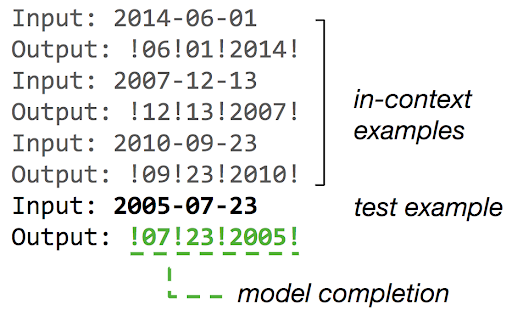 Input: 2014-06-01
Output: !06!01!2014!
Input: 2007-12-13
Output: !12!13!2007!
in-context
examples
Input: 2010-09-23
Output: !09!23!2010!
Input: 2005-07-23
test example
Output: !07!23!2005!
model completion